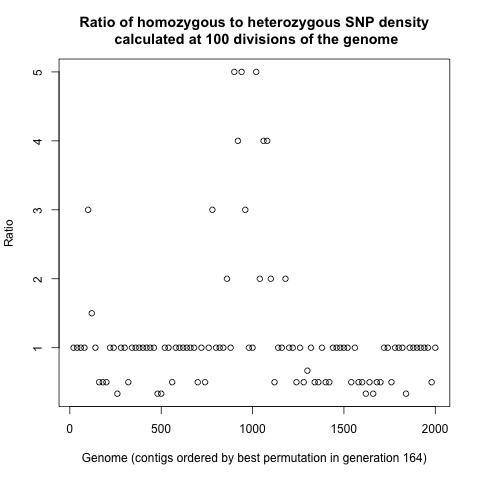 Ratio of homozygous to heterozygous SNP density
calculated at 100 divisions of the genome
5
4
3
2
1
Ratio
0 500 1000 1500 2000
Genome (contigs ordered by best permutation in generation 164)